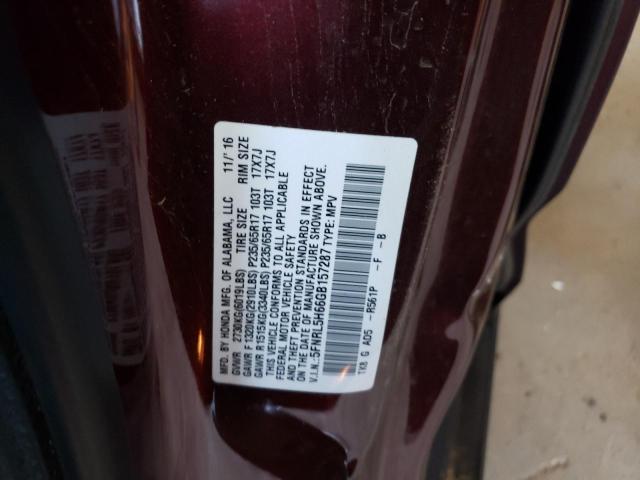 MFD. BY HONDA MFG. OF ALABAMA, LLC 11/'16
GVWR 2730KG(6019LBS) TIRE SIZE RIM SIZE
GAWR F 1320KG(2910LBS) P235/65R17 103T 17X7J
GAWR R1515KG(3340LBS) P235/65R17 103T 17X7J
THIS VEHICLE CONFORMS TO ALL APPLICABLE
FEDERAL MOTOR VEHICLE SAFETY
AND THEFT PREVENTION STANDARDS IN EFFECT
ON THE DATE OF MANUFACTURE SHOWN ABOVE.
V.I.N.:5FNRL5H66GB157287 TYPE: MPV
TK8 G AD5 -R561P -F -B